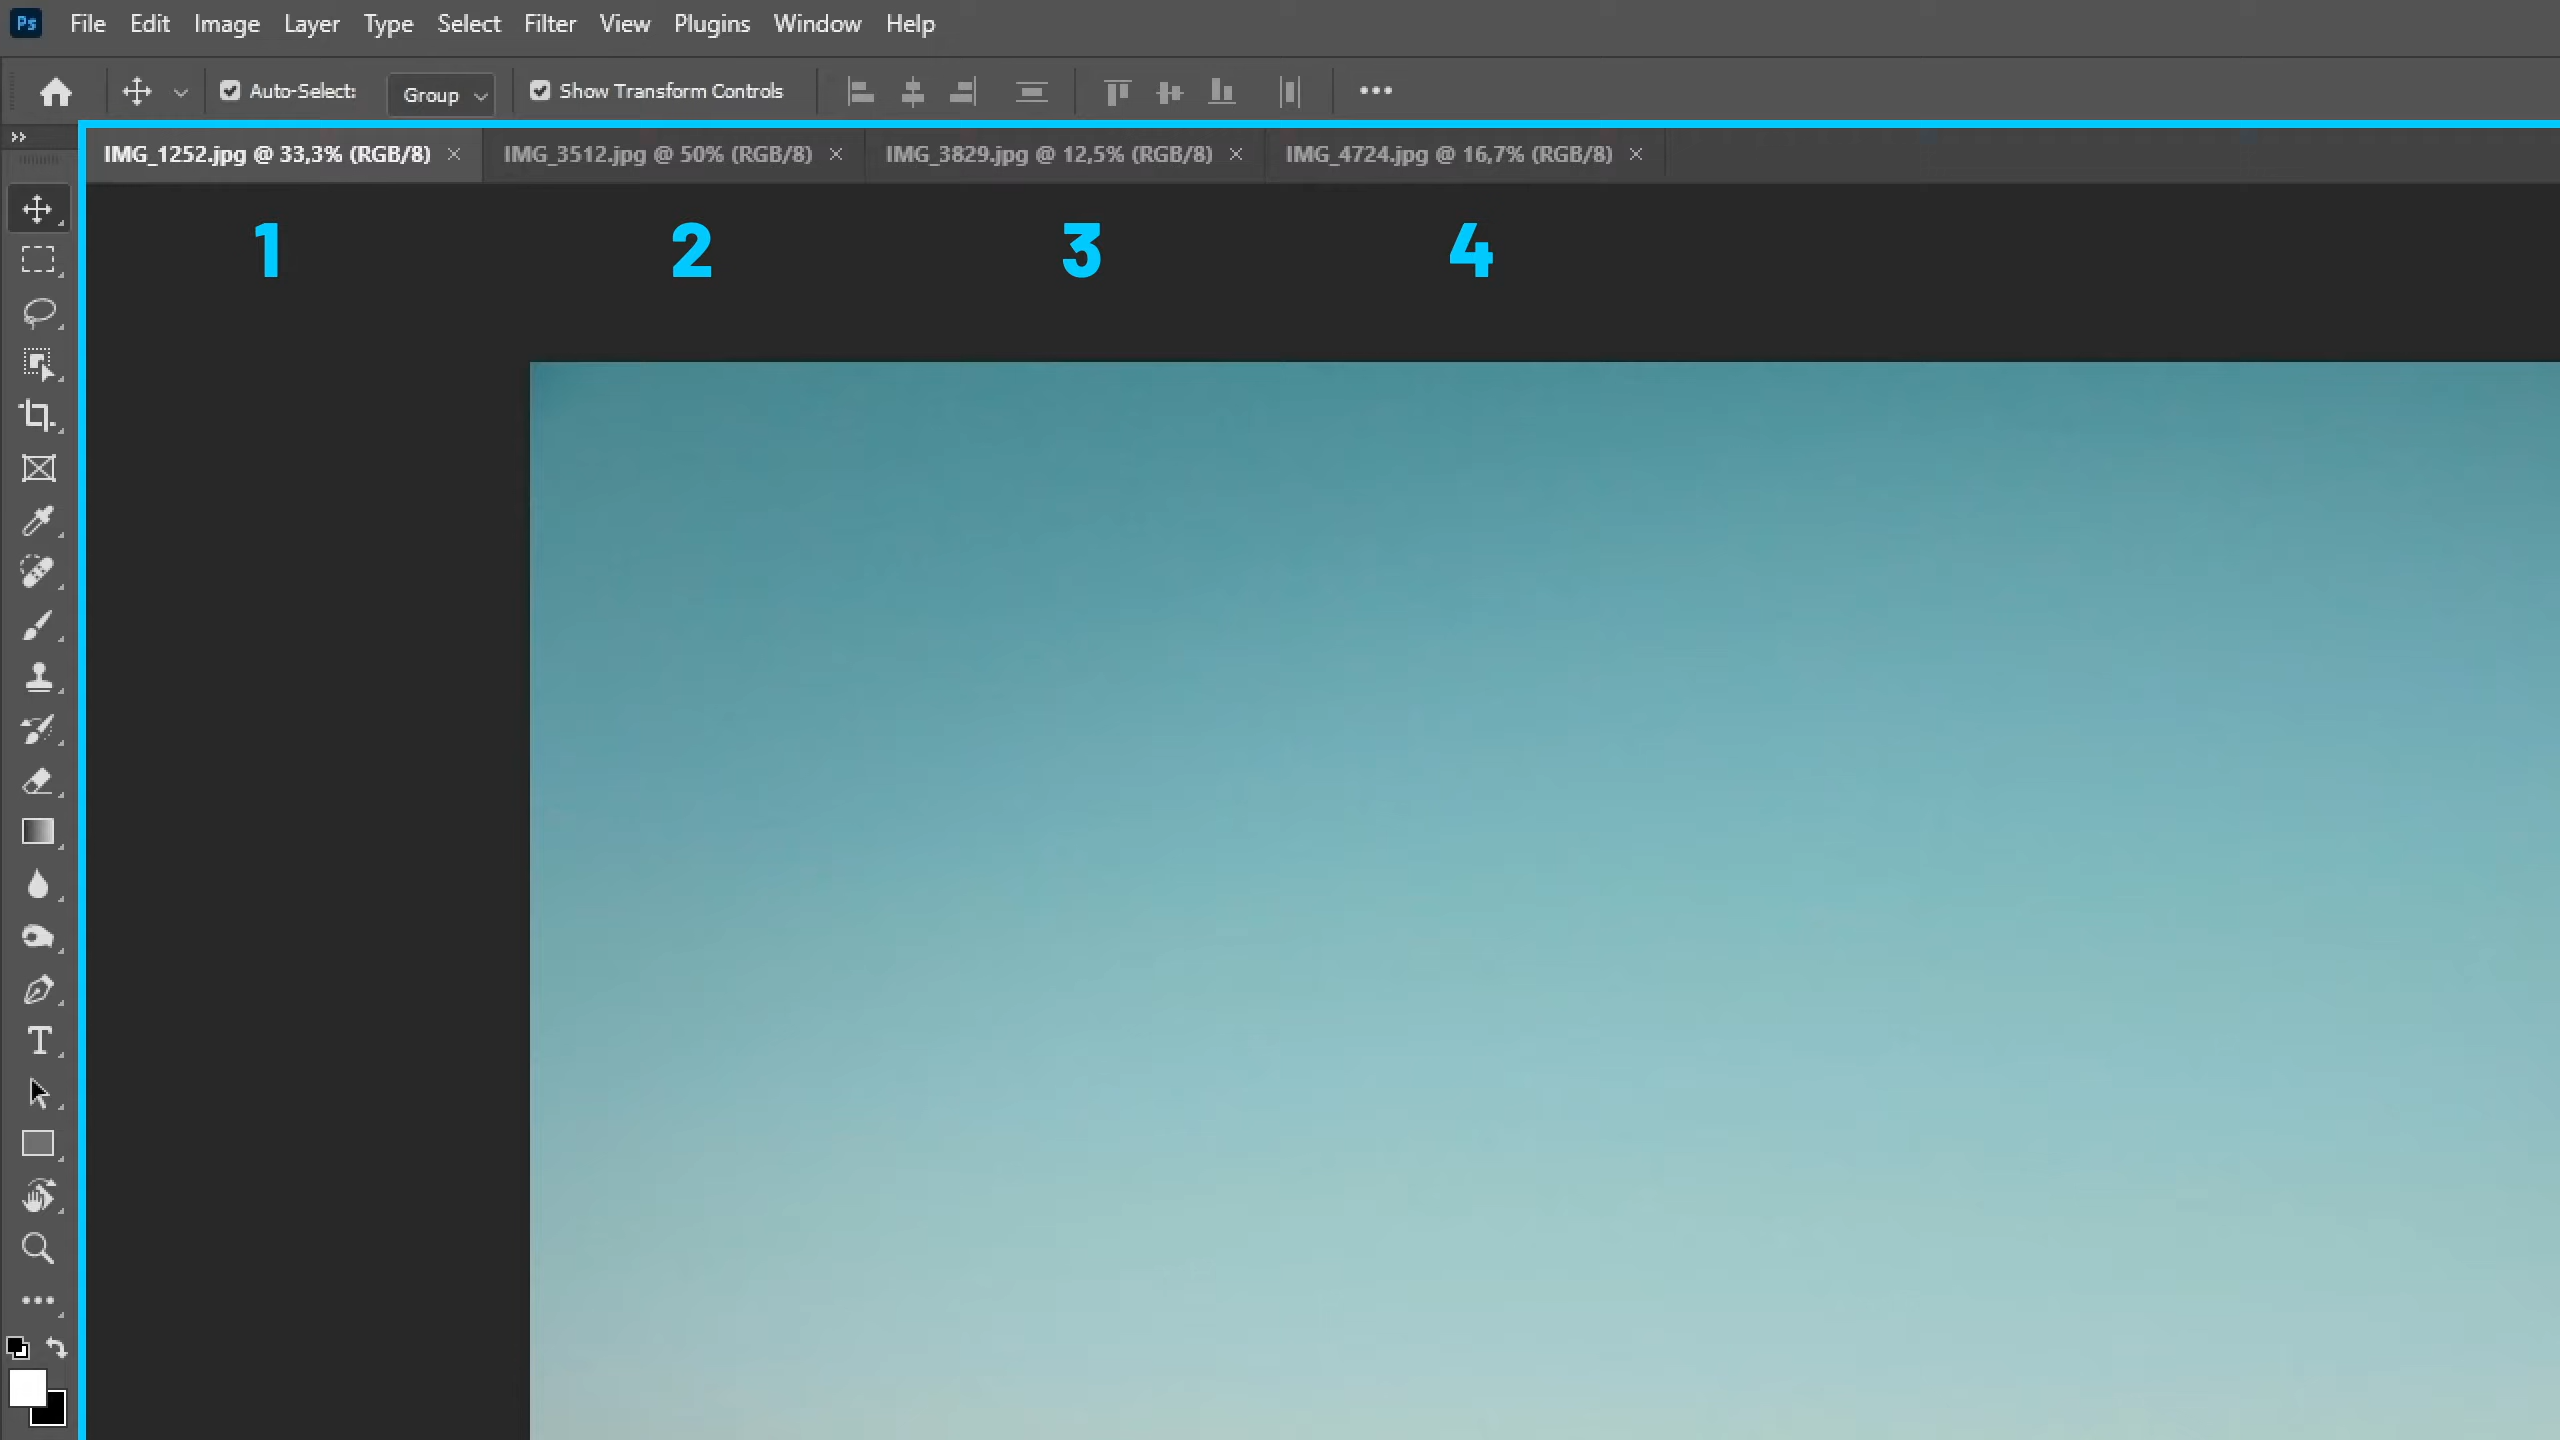 Ps File Edit Image Layer Type Select Filter View Plugins Window Help
Auto-Select: Group Show Transform Controls
IMG_1252.jpg @ 33,3% (RGB/8) IMG_3512.jpg @ 50% (RGB/8) IMG_3829.jpg @ 12,5% (RGB/8) IMG_4724.jpg @ 16,7% (RGB/8)
1 2 3 4